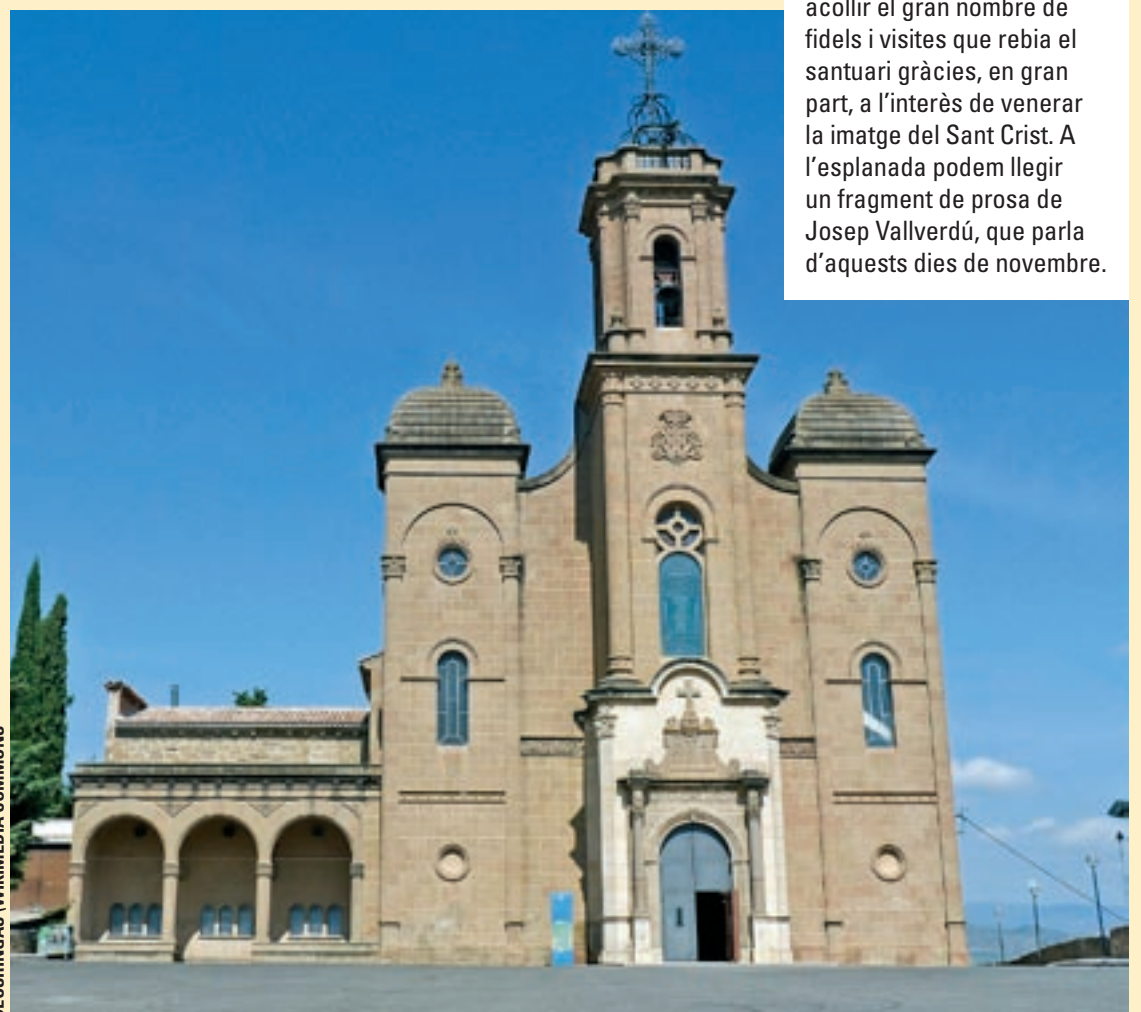 acollir el gran nombre de
fidels i visites que rebia el
santuari gràcies, en gran
part, a l’interès de venerar
la imatge del Sant Crist. A
l’esplanada podem llegir
un fragment de prosa de
Josep Vallverdú, que parla
d’aquests dies de novembre.
(WIKIMEDIA COMMONS